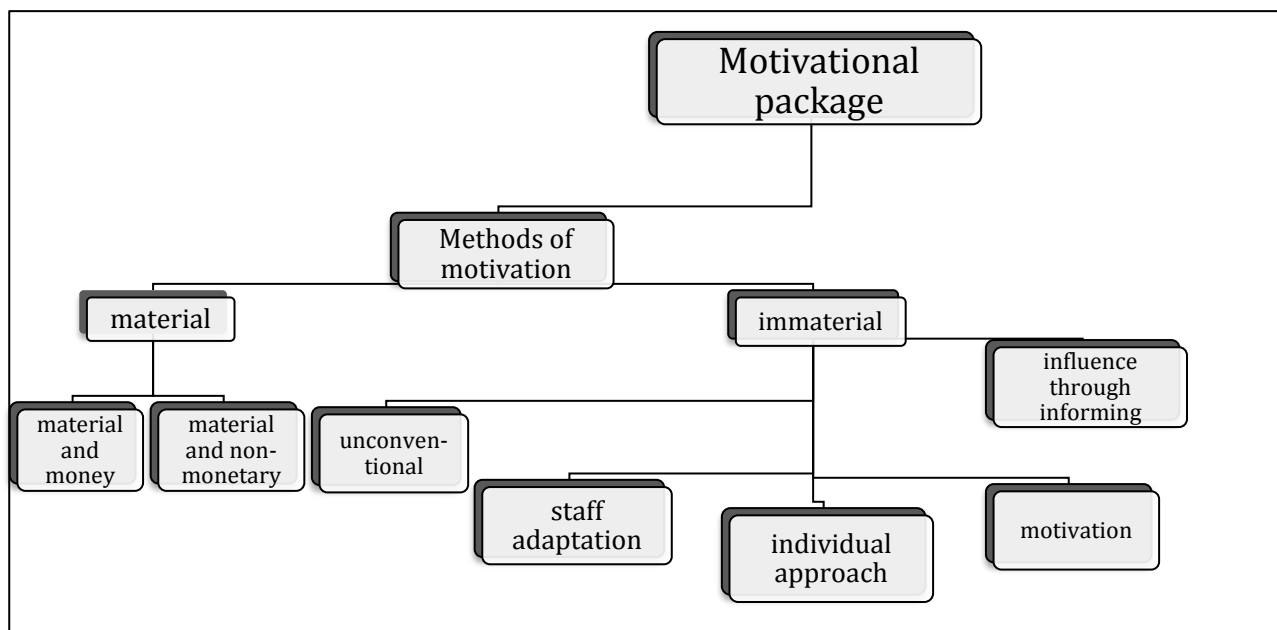 Motivational
package
Methods of
motivation
material
immaterial
influence
through
informing
material
and
money
material
and non-
monetary
unconven-
tional
staff
adaptation
individual
approach
motivation